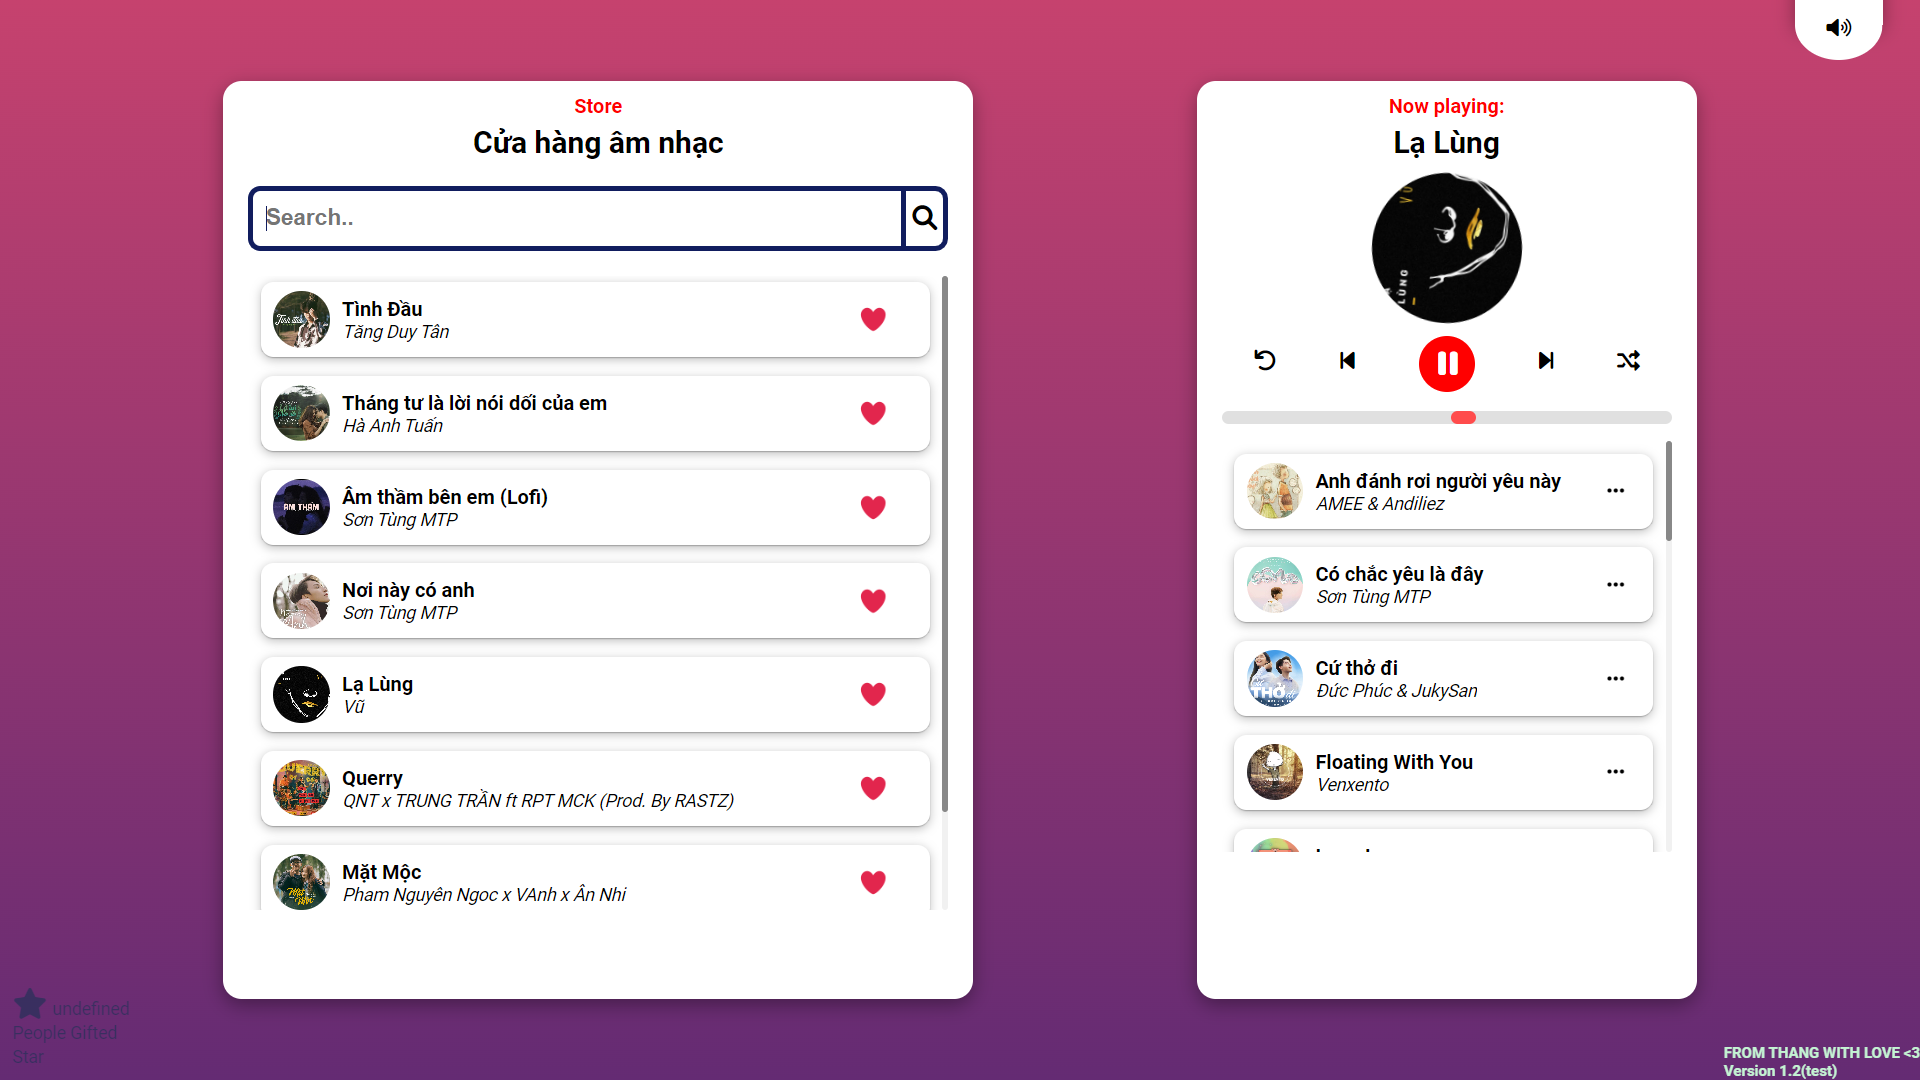 Store
Cửa hàng âm nhạc
Search..
Tình Đầu
Tăng Duy Tân
Tháng tư là lời nói dối của em
Hà Anh Tuấn
Âm thầm bên em (Lofi)
Sơn Tùng MTP
Nơi này có anh
Sơn Tùng MTP
Lạ Lùng
Vũ
Querry
QNT x TRUNG TRẦN ft RPT MCK (Prod. By RASTZ)
Mặt Mộc
Phạm Nguyên Ngọc x VAnh x Ân Nhi
Now playing:
Lạ Lùng
LÙNG
Anh đánh rơi người yêu này
AMEE & Andiliez
Có chắc yêu là đây
Sơn Tùng MTP
Cứ thở đi
Đức Phúc & JukySan
THỞ
Floating With You
Venxento
undefined
People Gifted
Star
FROM THANG WITH LOVE <3
Version 1.2(test)